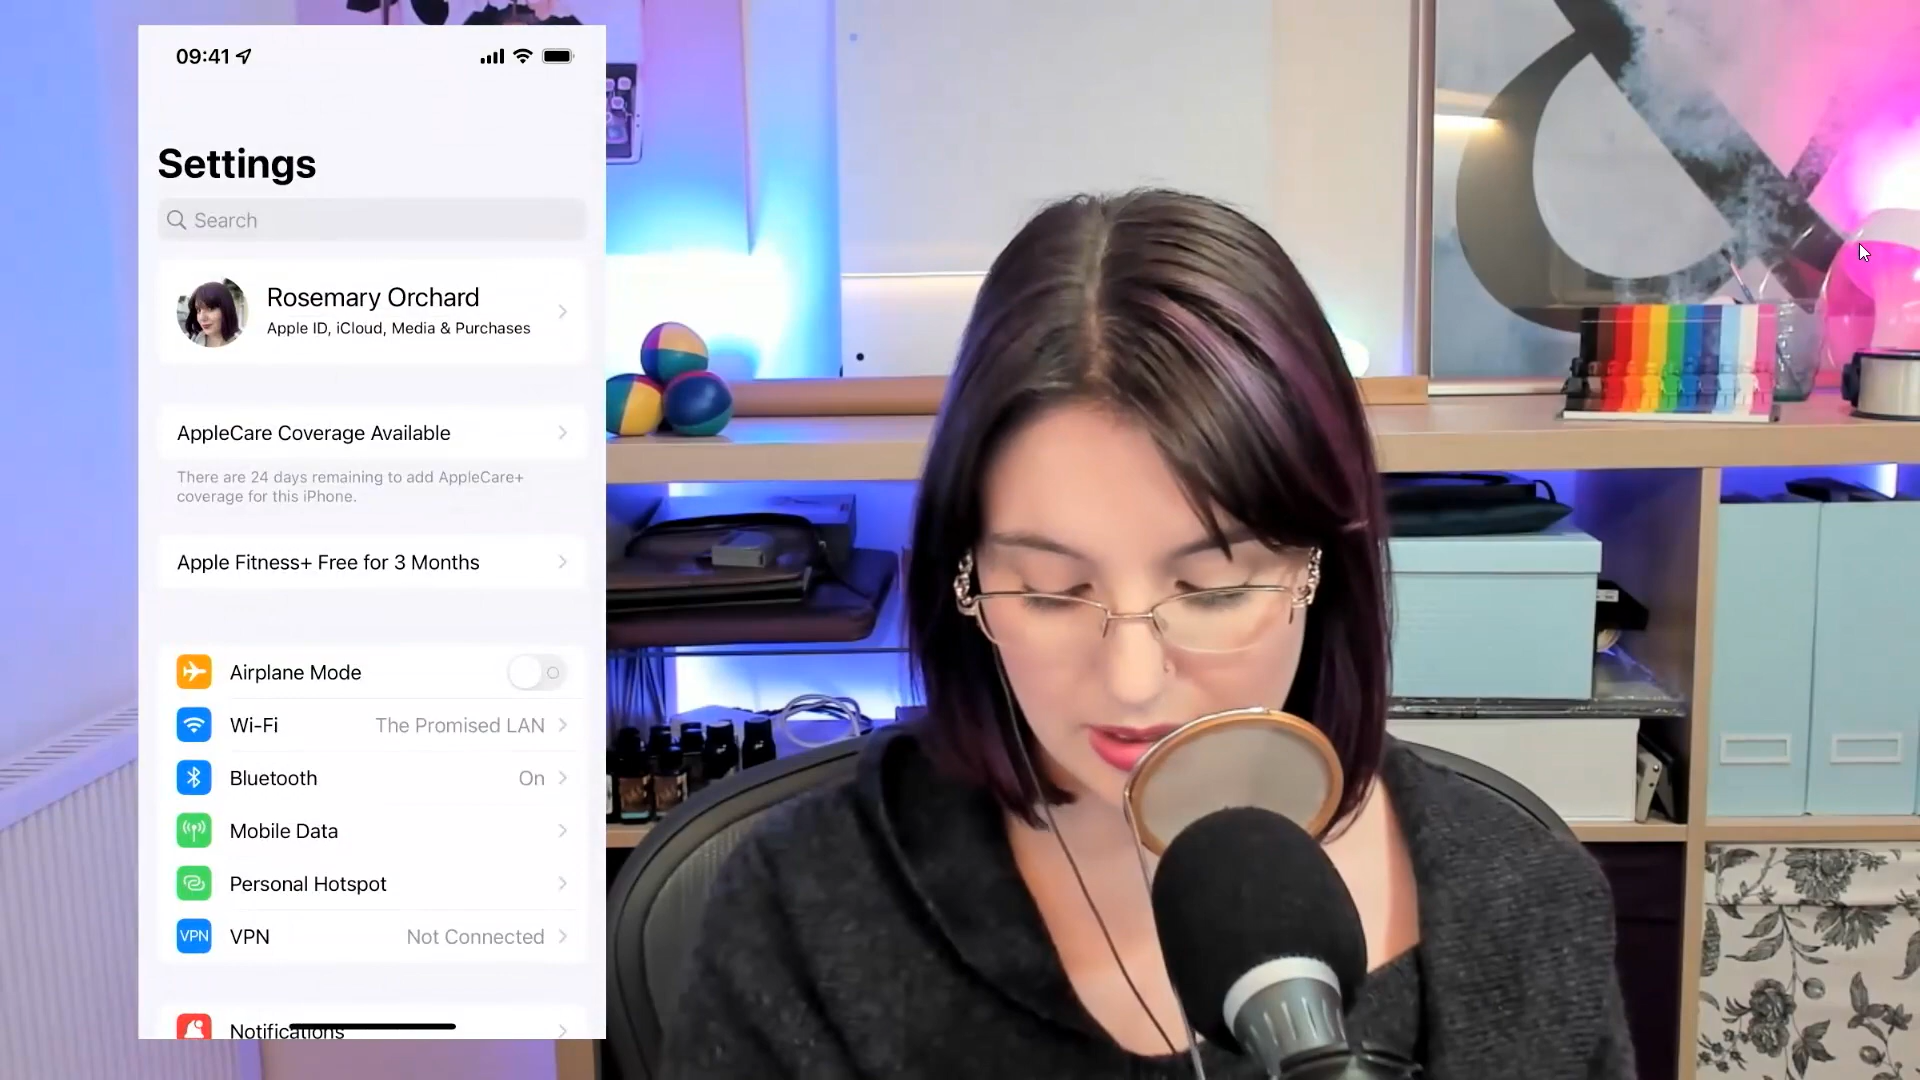 09:41
Settings
Search
Rosemary Orchard
Apple ID, iCloud, Media & Purchases
AppleCare Coverage Available
There are 24 days remaining to add AppleCare+
coverage for this iPhone.
Apple Fitness+ Free for 3 Months
Airplane Mode
Wi-Fi The Promised LAN
Bluetooth On
Mobile Data
Personal Hotspot
VPN VPN Not Connected
Notifications
&